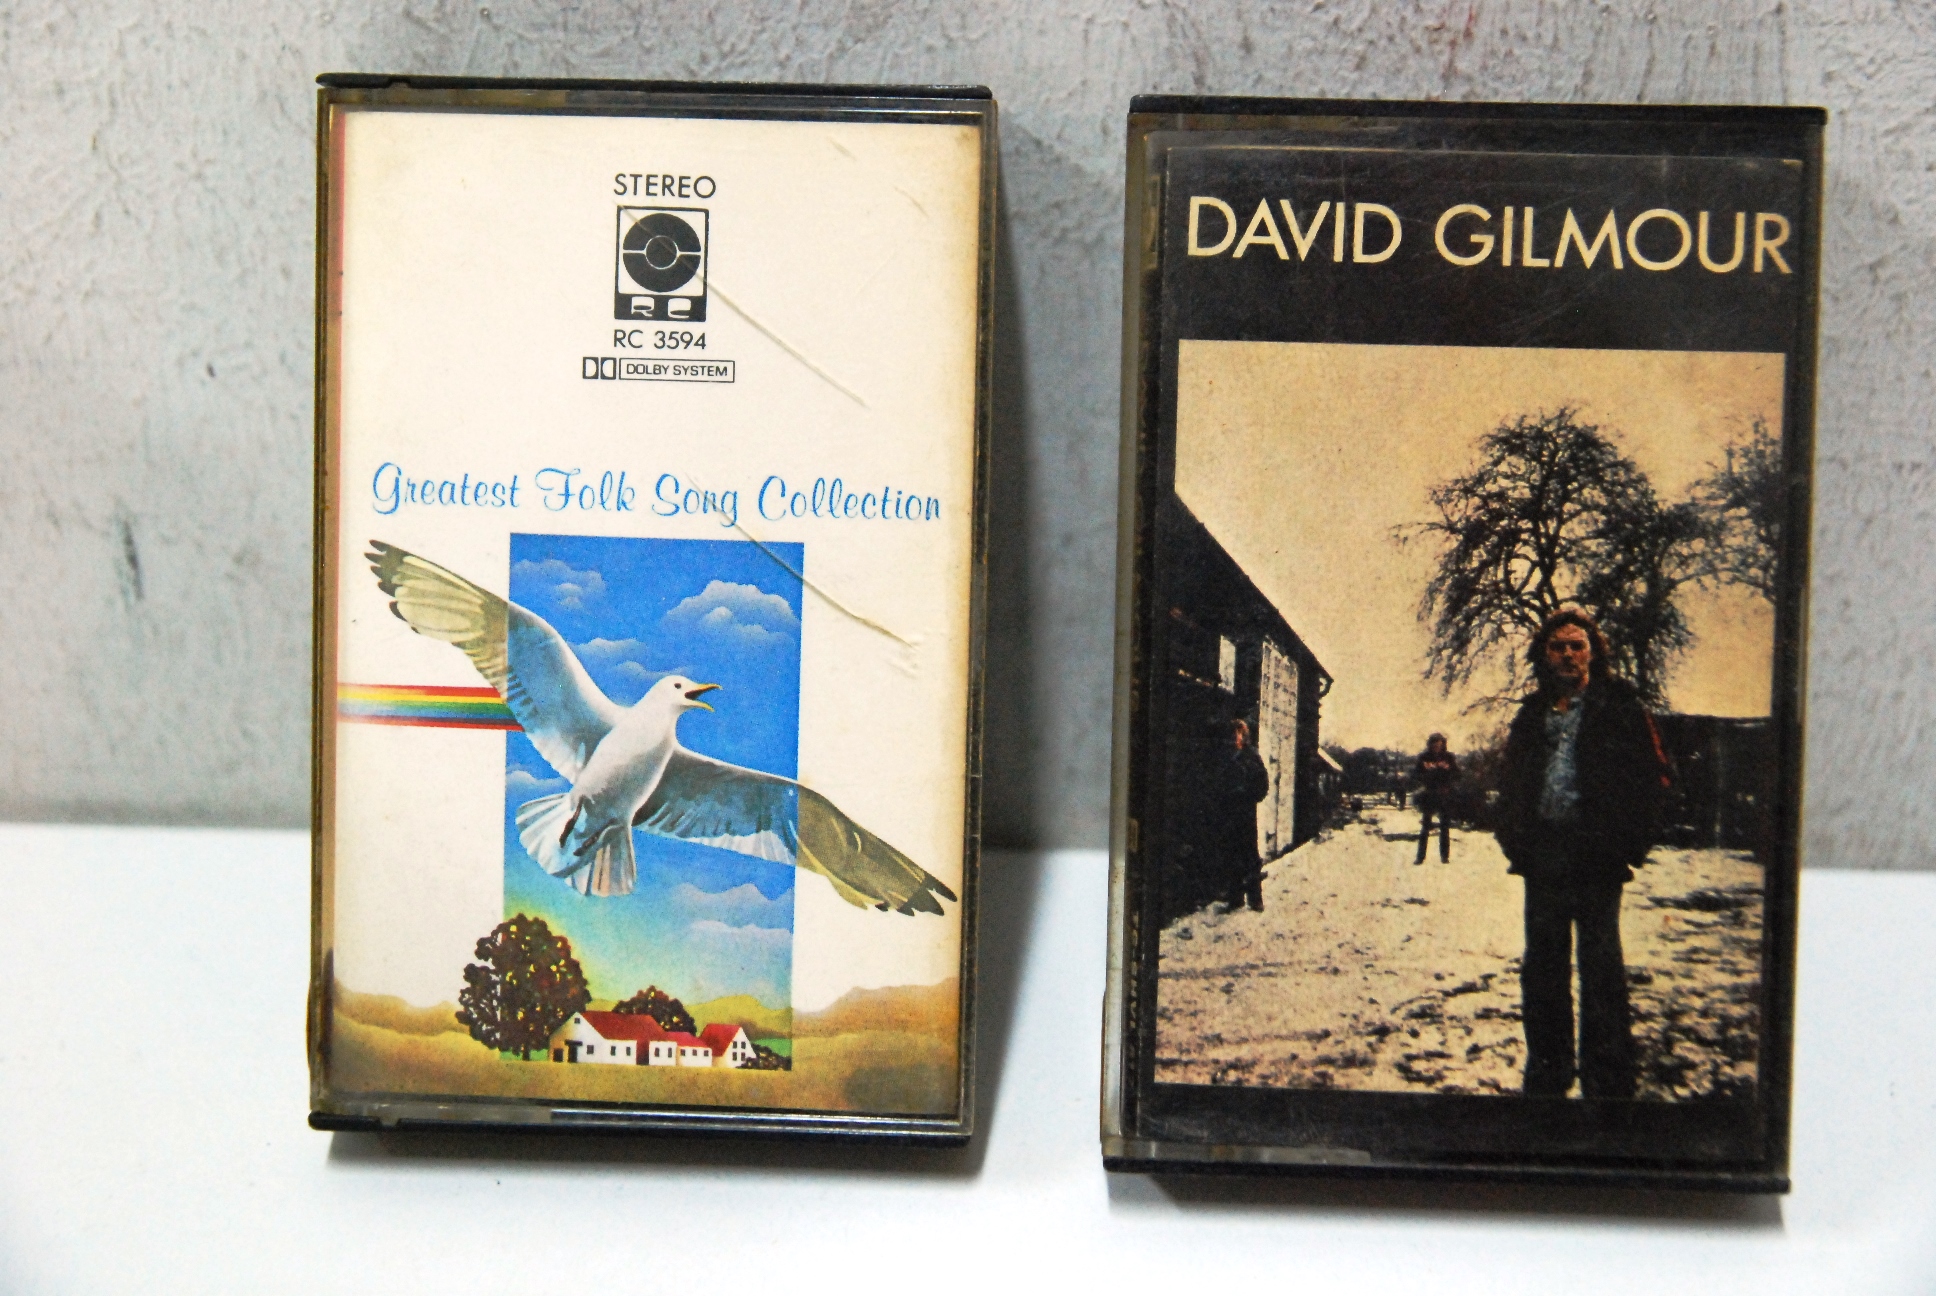 STEREO
RC
RC 3594
DOLBY SYSTEM
Greatest Folk Song Collection
DAVID GILMOUR